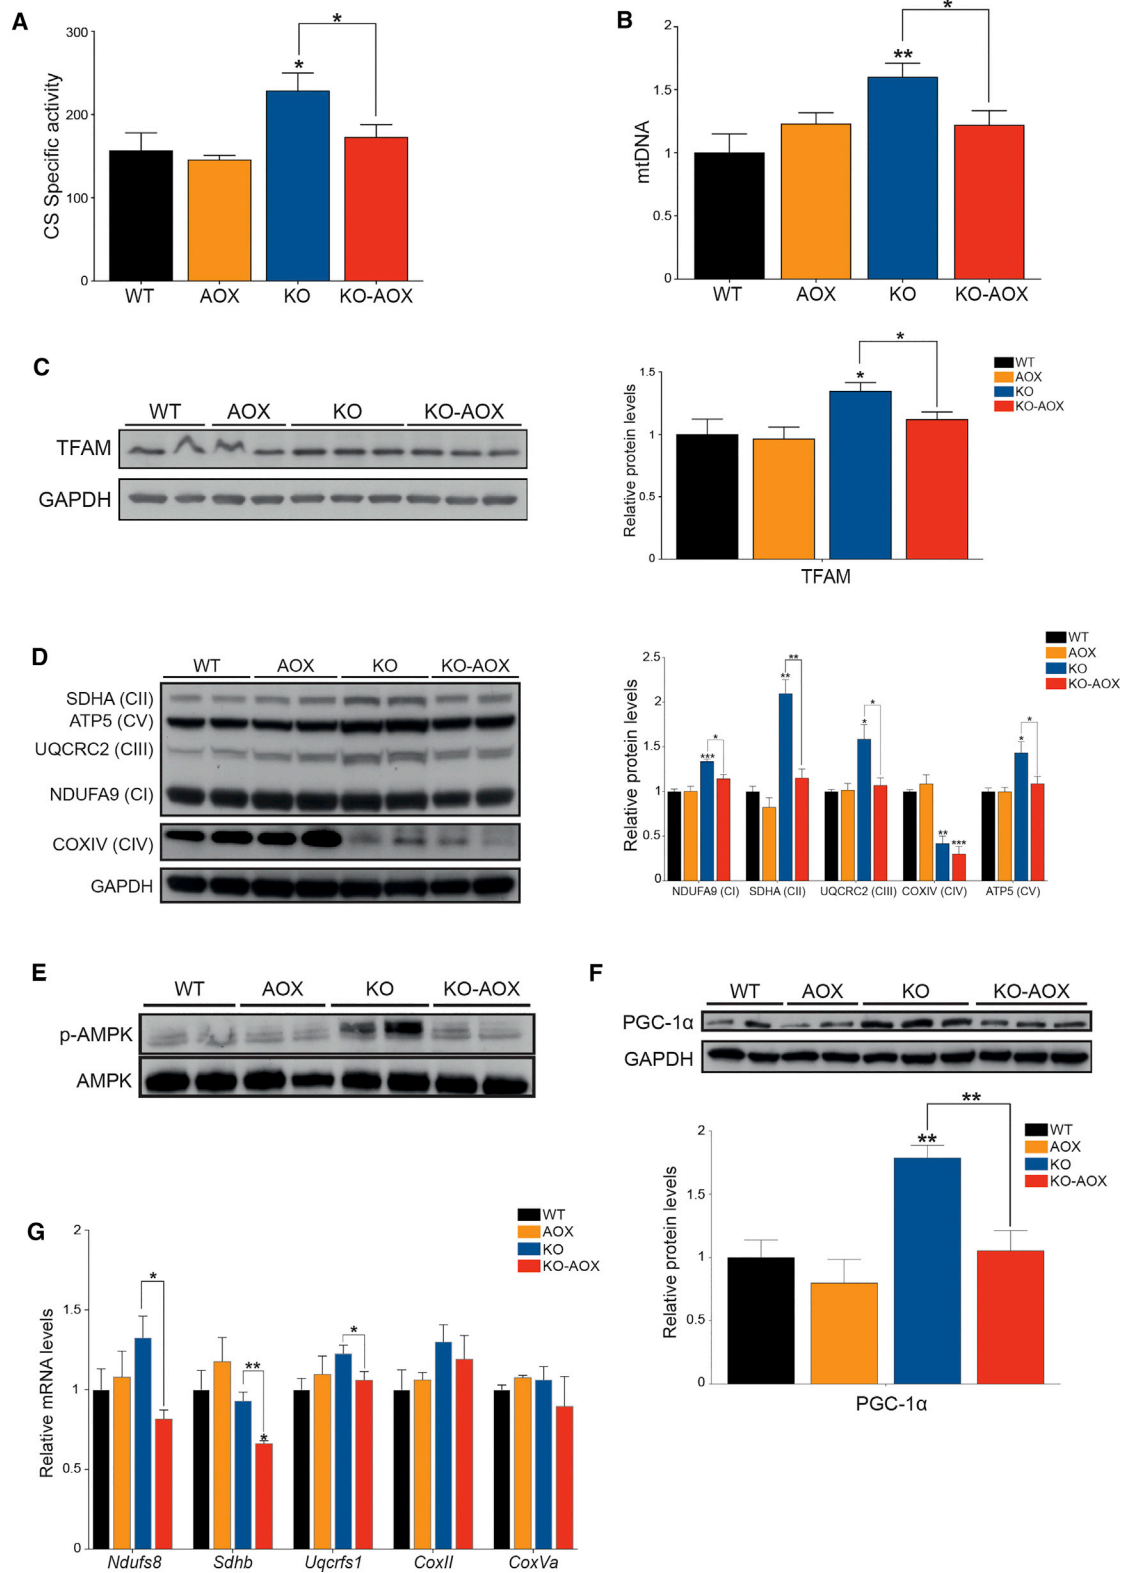 A
CS Specific activity
300
200
100
0
*
*
WT AOX KO KO-AOX
B
mtDNA
2
1.5
1
0.5
0
**
*
WT AOX KO KO-AOX
C
WT AOX KO KO-AOX
TFAM
GAPDH
Relative protein levels
1.5
1
0.5
0
*
*
TFAM
WT
AOX
KO
KO-AOX
D
WT AOX KO KO-AOX
SDHA (CII)
ATP5 (CV)
UQCRC2 (CIII)
NDUFA9 (CI)
COXIV (CIV)
GAPDH
Relative protein levels
2.5
2
1.5
1
0.5
0
*** * ** ** * * ** *** * *
NDUFA9 (CI) SDHA (CII) UQCRC2 (CIII) COXIV (CIV) ATP5 (CV)
WT
AOX
KO
KO-AOX
E
WT AOX KO KO-AOX
p-AMPK
AMPK
F
WT AOX KO KO-AOX
PGC-1α
GAPDH
Relative protein levels
2
1.5
1
0.5
0
**
**
PGC-1α
WT
AOX
KO
KO-AOX
G
Relative mRNA levels
2
1.5
1
0.5
0
* ** * *
Ndufs8 Sdhb Uqcrfs1 CoxII CoxVa
WT
AOX
KO
KO-AOX